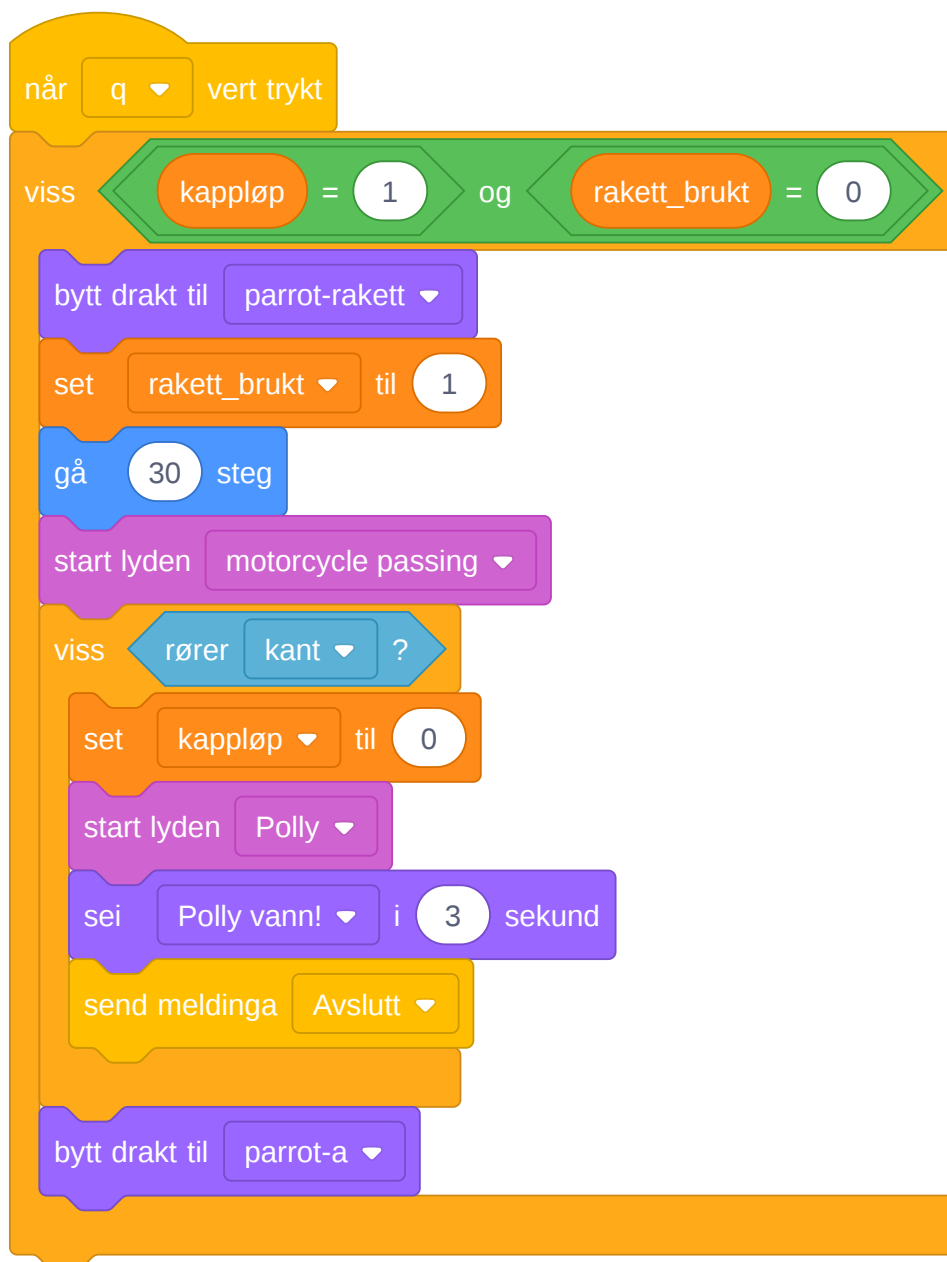 når q vert trykt
viss kappløp = 1 og rakett_brukt = 0
bytt drakt til parrot-rakett
set rakett_brukt til 1
gå 30 steg
start lyden motorcycle passing
viss rører kant ?
set kappløp til 0
start lyden Polly
sei Polly vann! i 3 sekund
send meldinga Avslutt
bytt drakt til parrot-a